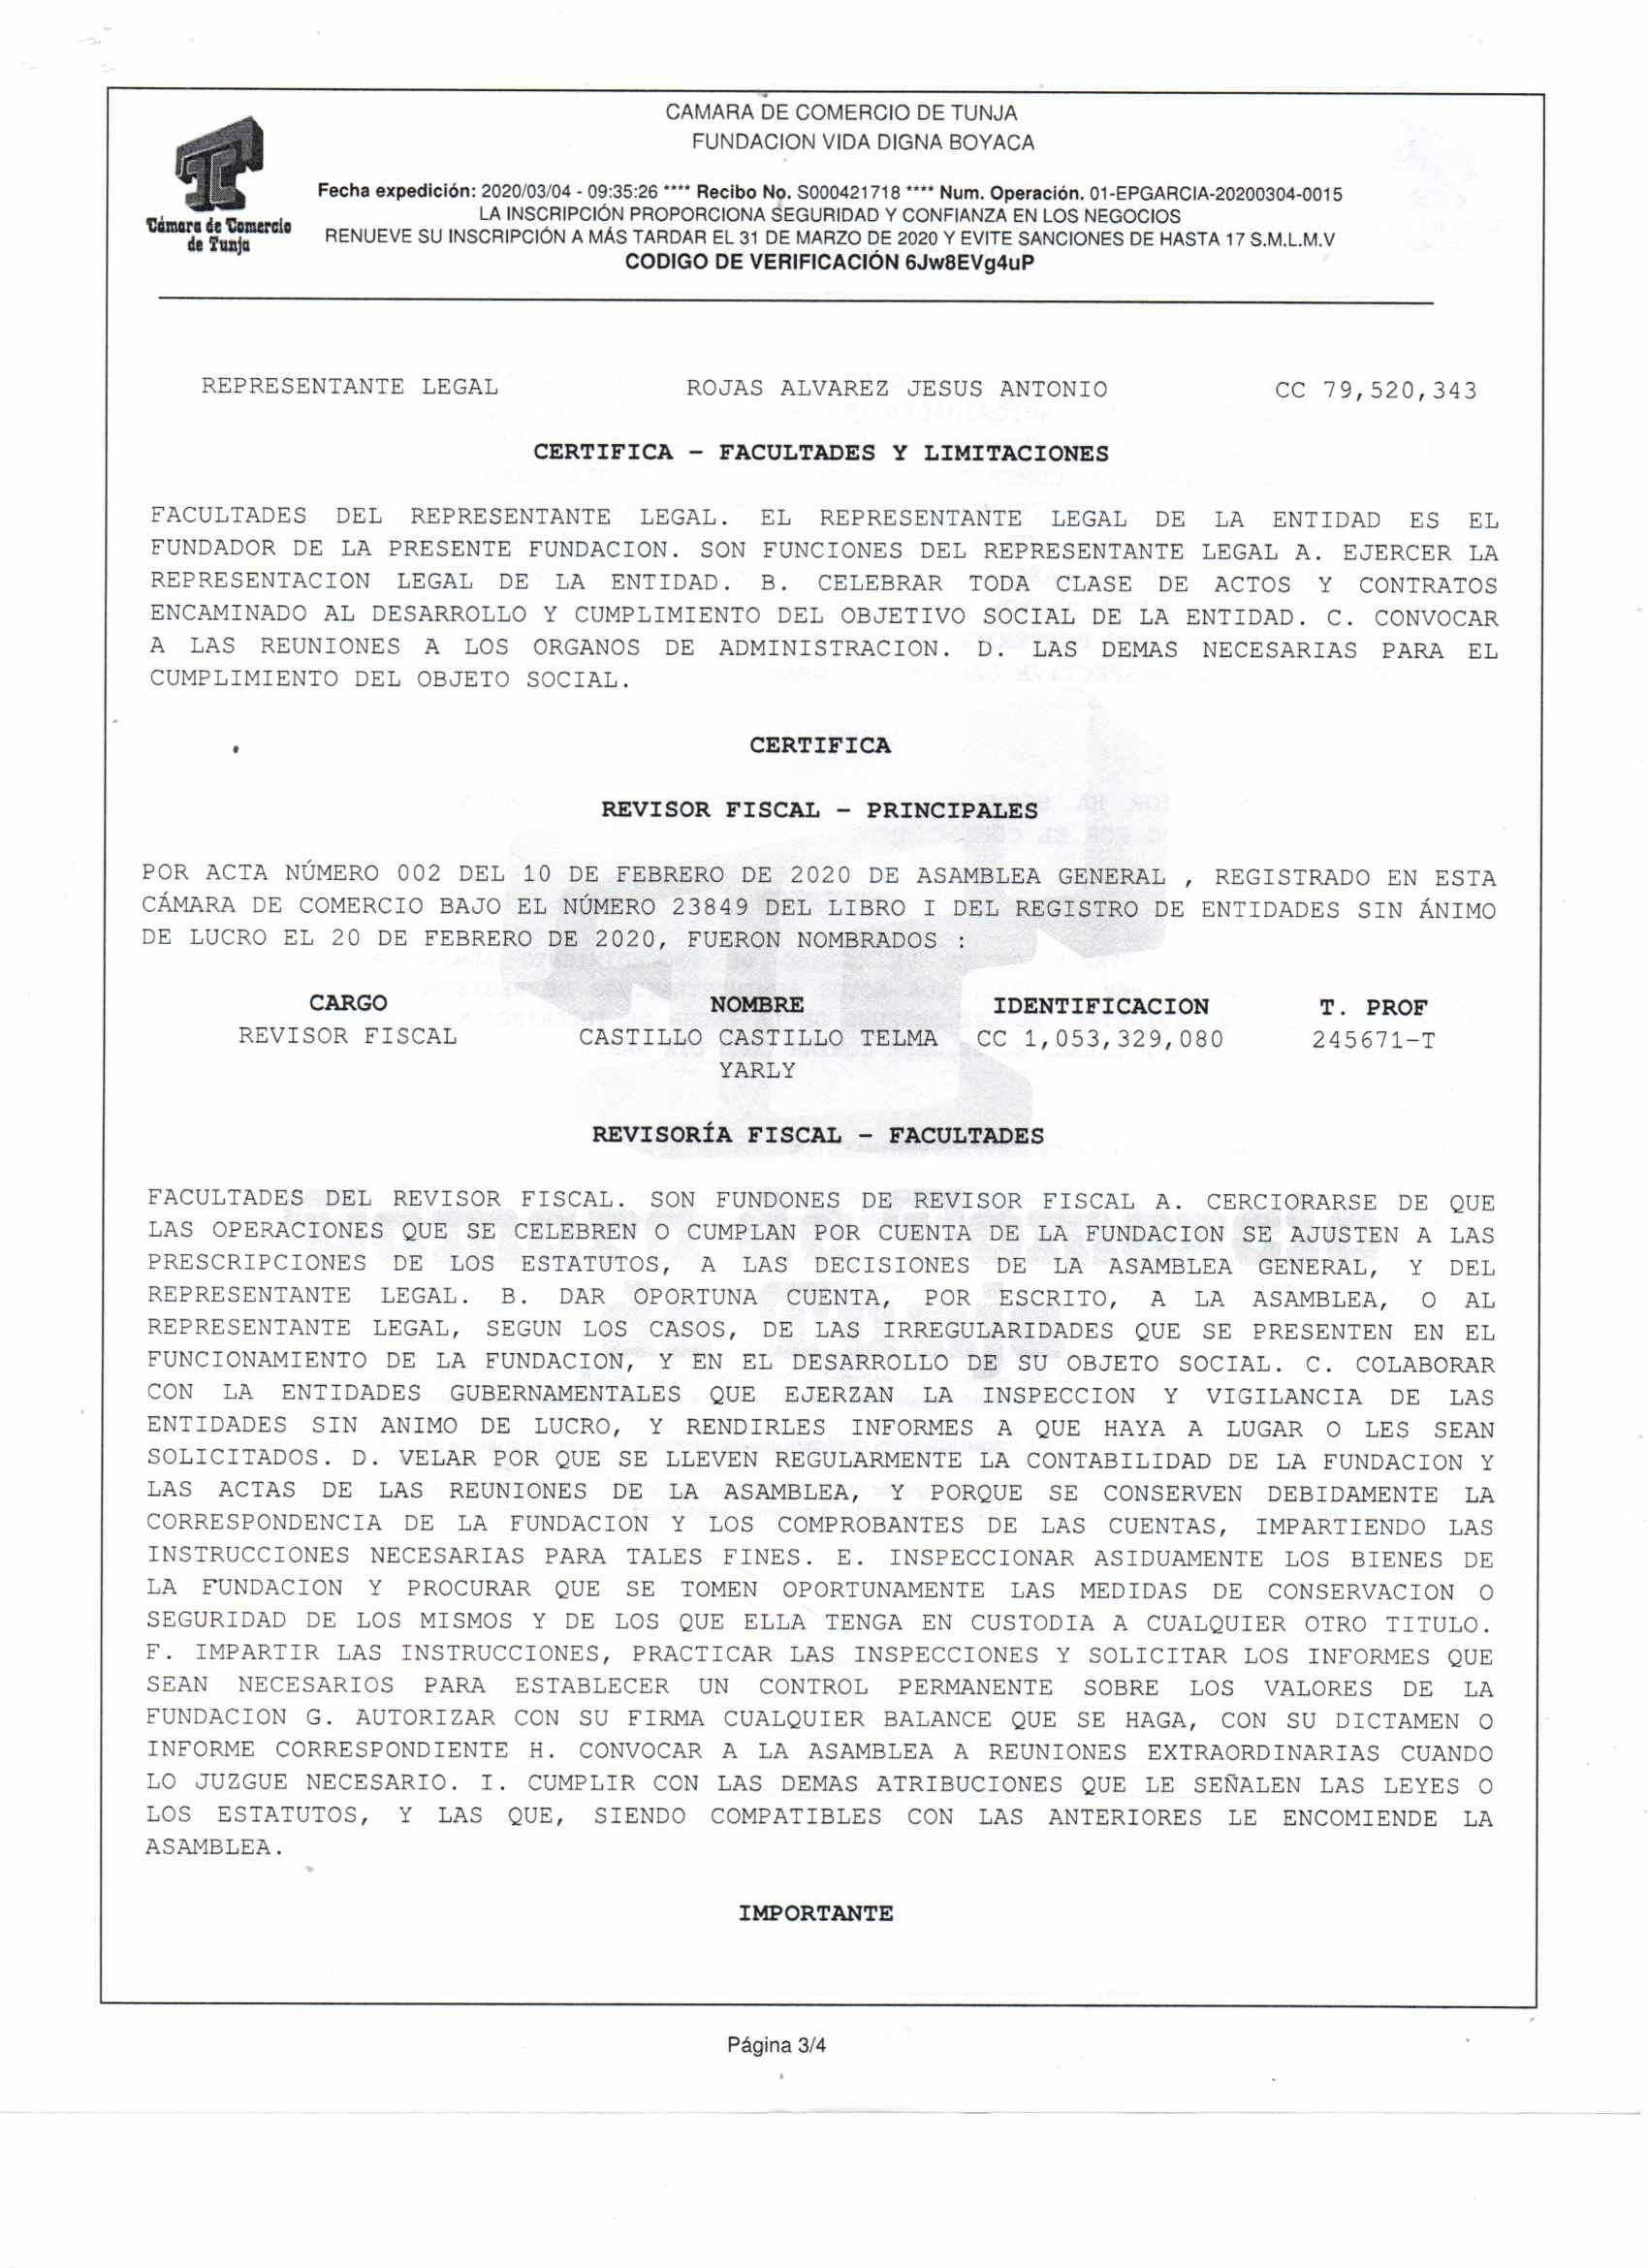 CAMARA DE COMERCIO DE TUNJA
FUNDACION VIDA DIGNA BOYACA
Cámara de Comercio
de Tunja
Fecha expedición: 2020/03/04 - 09:35:26 **** Recibo No. S000421718 **** Num. Operación. 01-EPGARCIA-20200304-0015
LA INSCRIPCIÓN PROPORCIONA SEGURIDAD Y CONFIANZA EN LOS NEGOCIOS
RENUEVE SU INSCRIPCIÓN A MÁS TARDAR EL 31 DE MARZO DE 2020 Y EVITE SANCIONES DE HASTA 17 S.M.L.M.V
CODIGO DE VERIFICACIÓN 6Jw8EVg4uP
REPRESENTANTE LEGAL ROJAS ALVAREZ JESUS ANTONIO CC 79,520,343
CERTIFICA - FACULTADES Y LIMITACIONES
FACULTADES DEL REPRESENTANTE LEGAL. EL REPRESENTANTE LEGAL DE LA ENTIDAD ES EL
FUNDADOR DE LA PRESENTE FUNDACION. SON FUNCIONES DEL REPRESENTANTE LEGAL A. EJERCER LA
REPRESENTACION LEGAL DE LA ENTIDAD. B. CELEBRAR TODA CLASE DE ACTOS Y CONTRATOS
ENCAMINADO AL DESARROLLO Y CUMPLIMIENTO DEL OBJETIVO SOCIAL DE LA ENTIDAD. C. CONVOCAR
A LAS REUNIONES A LOS ORGANOS DE ADMINISTRACION. D. LAS DEMAS NECESARIAS PARA EL
CUMPLIMIENTO DEL OBJETO SOCIAL.
CERTIFICA
REVISOR FISCAL - PRINCIPALES
POR ACTA NÚMERO 002 DEL 10 DE FEBRERO DE 2020 DE ASAMBLEA GENERAL , REGISTRADO EN ESTA
CÁMARA DE COMERCIO BAJO EL NÚMERO 23849 DEL LIBRO I DEL REGISTRO DE ENTIDADES SIN ÁNIMO
DE LUCRO EL 20 DE FEBRERO DE 2020, FUERON NOMBRADOS :
CARGO NOMBRE IDENTIFICACION T. PROF
REVISOR FISCAL CASTILLO CASTILLO TELMA CC 1,053,329,080 245671-T
YARLY
REVISORÍA FISCAL - FACULTADES
FACULTADES DEL REVISOR FISCAL. SON FUNDONES DE REVISOR FISCAL A. CERCIORARSE DE QUE
LAS OPERACIONES QUE SE CELEBREN O CUMPLAN POR CUENTA DE LA FUNDACION SE AJUSTEN A LAS
PRESCRIPCIONES DE LOS ESTATUTOS, A LAS DECISIONES DE LA ASAMBLEA GENERAL, Y DEL
REPRESENTANTE LEGAL. B. DAR OPORTUNA CUENTA, POR ESCRITO, A LA ASAMBLEA, O AL
REPRESENTANTE LEGAL, SEGUN LOS CASOS, DE LAS IRREGULARIDADES QUE SE PRESENTEN EN EL
FUNCIONAMIENTO DE LA FUNDACION, Y EN EL DESARROLLO DE SU OBJETO SOCIAL. C. COLABORAR
CON LA ENTIDADES GUBERNAMENTALES QUE EJERZAN LA INSPECCION Y VIGILANCIA DE LAS
ENTIDADES SIN ANIMO DE LUCRO, Y RENDIRLES INFORMES A QUE HAYA A LUGAR O LES SEAN
SOLICITADOS. D. VELAR POR QUE SE LLEVEN REGULARMENTE LA CONTABILIDAD DE LA FUNDACION Y
LAS ACTAS DE LAS REUNIONES DE LA ASAMBLEA, Y PORQUE SE CONSERVEN DEBIDAMENTE LA
CORRESPONDENCIA DE LA FUNDACION Y LOS COMPROBANTES DE LAS CUENTAS, IMPARTIENDO LAS
INSTRUCCIONES NECESARIAS PARA TALES FINES. E. INSPECCIONAR ASIDUAMENTE LOS BIENES DE
LA FUNDACION Y PROCURAR QUE SE TOMEN OPORTUNAMENTE LAS MEDIDAS DE CONSERVACION O
SEGURIDAD DE LOS MISMOS Y DE LOS QUE ELLA TENGA EN CUSTODIA A CUALQUIER OTRO TITULO.
F. IMPARTIR LAS INSTRUCCIONES, PRACTICAR LAS INSPECCIONES Y SOLICITAR LOS INFORMES QUE
SEAN NECESARIOS PARA ESTABLECER UN CONTROL PERMANENTE SOBRE LOS VALORES DE LA
FUNDACION G. AUTORIZAR CON SU FIRMA CUALQUIER BALANCE QUE SE HAGA, CON SU DICTAMEN O
INFORME CORRESPONDIENTE H. CONVOCAR A LA ASAMBLEA A REUNIONES EXTRAORDINARIAS CUANDO
LO JUZGUE NECESARIO. I. CUMPLIR CON LAS DEMAS ATRIBUCIONES QUE LE SEÑALEN LAS LEYES O
LOS ESTATUTOS, Y LAS QUE, SIENDO COMPATIBLES CON LAS ANTERIORES LE ENCOMIENDE LA
ASAMBLEA.
IMPORTANTE
Página 3/4